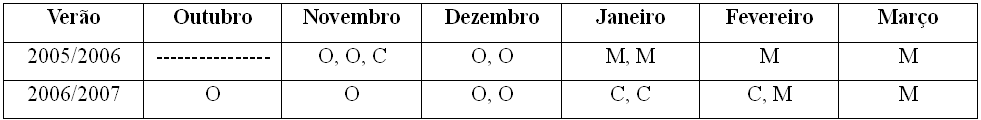 Verão Outubro Novembro Dezembro Janeiro Fevereiro Março
2005/2006 ---------------- O, O, C O, O M, M M M
2006/2007 O O O, O C, C C, M M